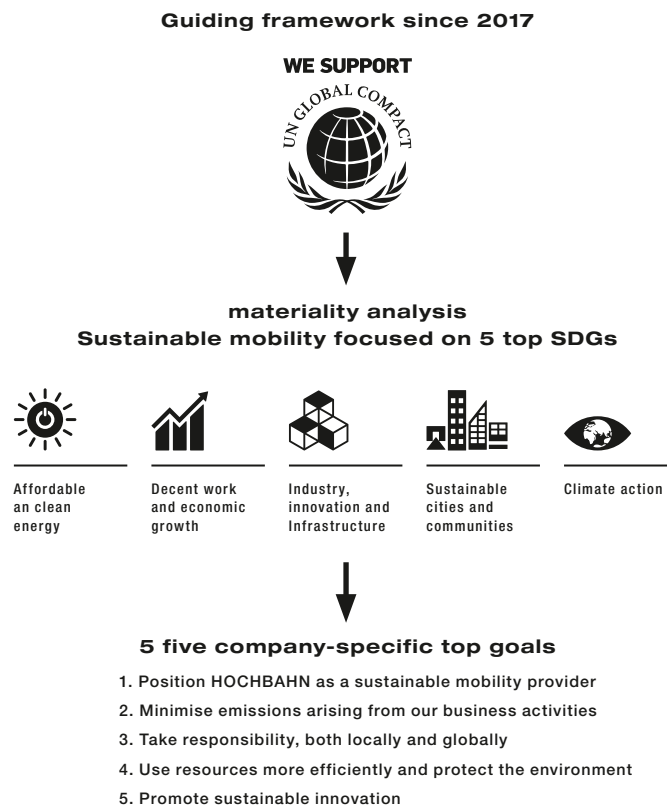 Guiding framework since 2017
WE SUPPORT
UN GLOBAL COMPACT
materiality analysis
Sustainable mobility focused on 5 top SDGs
Affordable
an clean
energy
Decent work
and economic
growth
Industry,
innovation and
Infrastructure
Sustainable
cities and
communities
Climate action
5 five company-specific top goals
1. Position HOCHBAHN as a sustainable mobility provider
2. Minimise emissions arising from our business activities
3. Take responsibility, both locally and globally
4. Use resources more efficiently and protect the environment
5. Promote sustainable innovation